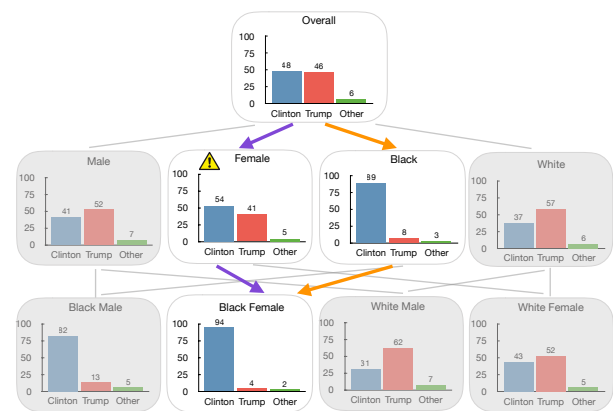 Overall
100
75
50
25
0
48 46 6
Clinton Trump Other
Male
100
75
50
25
0
41 52 7
Clinton Trump Other
Female
100
75
50
25
0
54 41 5
Clinton Trump Other
Black
100
75
50
25
0
89 8 3
Clinton Trump Other
White
100
75
50
25
0
37 57 6
Clinton Trump Other
Black Male
100
75
50
25
0
82 13 5
Clinton Trump Other
Black Female
100
75
50
25
0
94 4 2
Clinton Trump Other
White Male
100
75
50
25
0
31 62 7
Clinton Trump Other
White Female
100
75
50
25
0
43 52 5
Clinton Trump Other